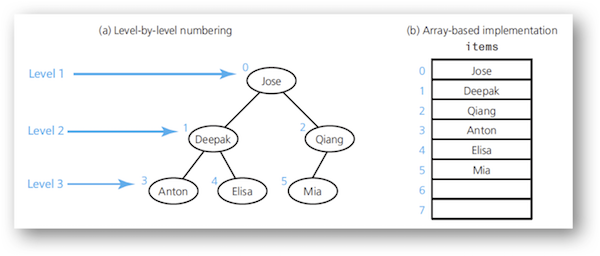 (a) Level-by-level numbering
Level 1
0
Jose
Level 2
1
Deepak
2
Qiang
Level 3
3
Anton
4
Elisa
5
Mia
(b) Array-based implementation
items
0 Jose
1 Deepak
2 Qiang
3 Anton
4 Elisa
5 Mia
6
7